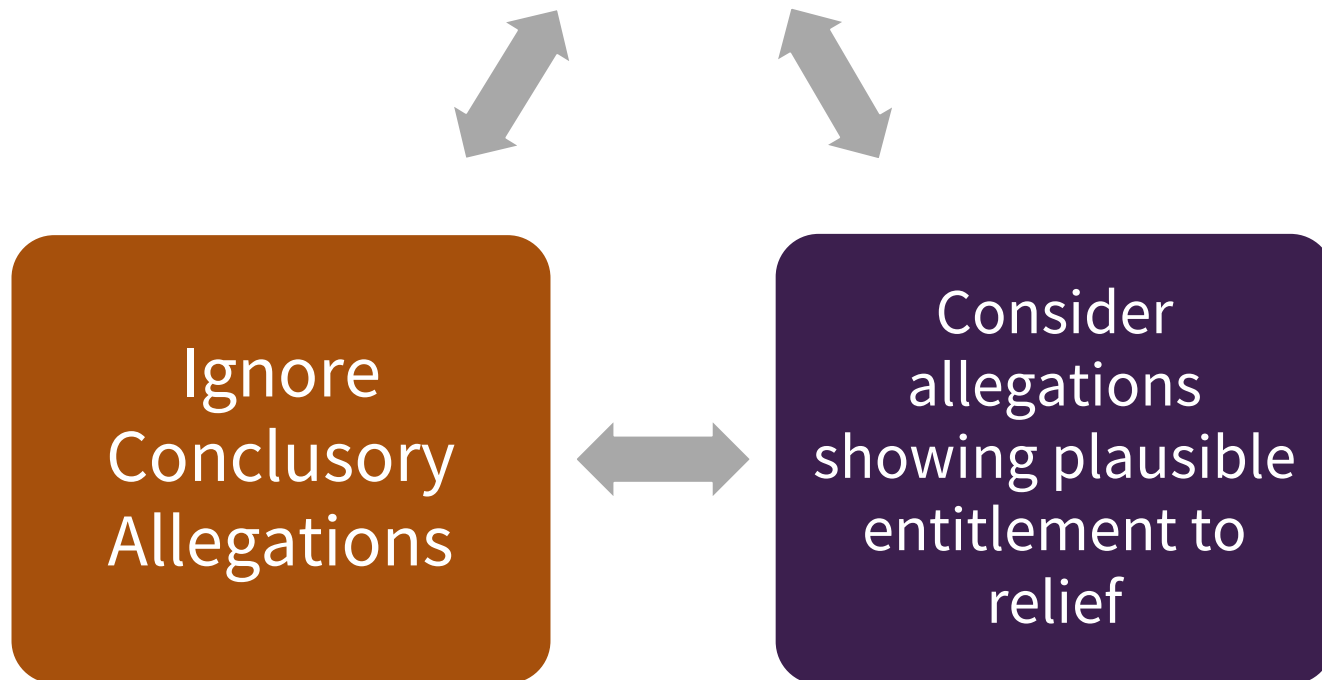 Ignore
Conclusory
Allegations
Consider
allegations
showing plausible
entitlement to
relief